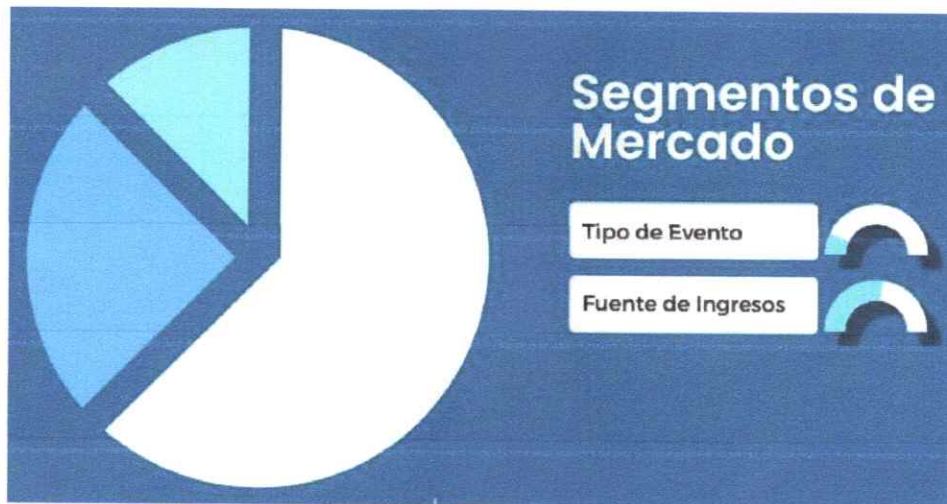 Segmentos de
Mercado
Tipo de Evento
Fuente de Ingresos